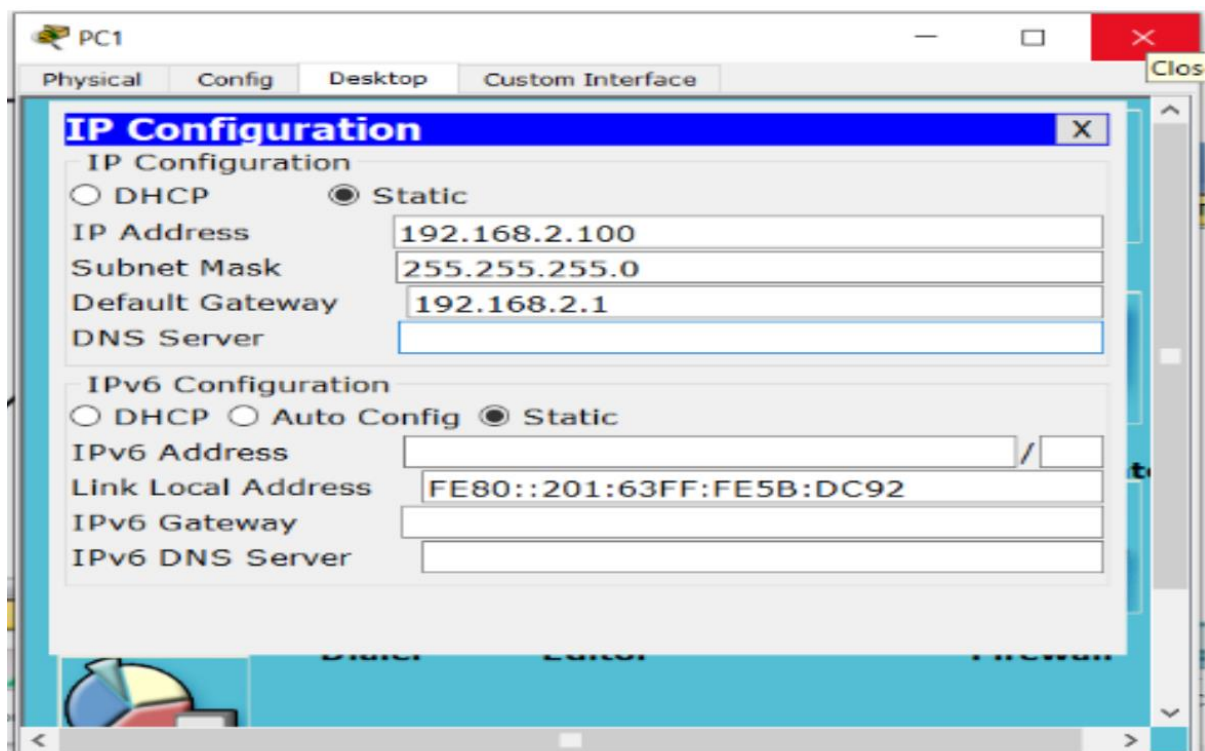 PC1
Clos
Physical Config Desktop Custom Interface
IP Configuration X
IP Configuration
DHCP Static
IP Address 192.168.2.100
Subnet Mask 255.255.255.0
Default Gateway 192.168.2.1
DNS Server
IPv6 Configuration
DHCP Auto Config Static
IPv6 Address /
Link Local Address FE80::201:63FF:FE5B:DC92
IPv6 Gateway
IPv6 DNS Server